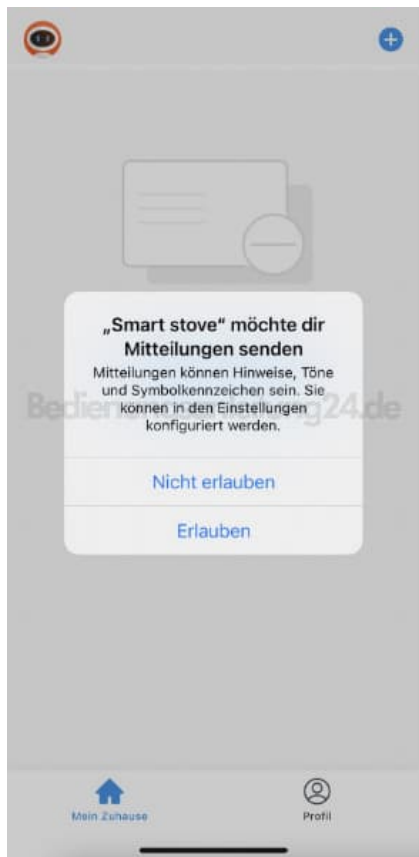 „Smart stove“ möchte dir
Mitteilungen senden
Mitteilungen können Hinweise, Töne
und Symbolkennzeichen sein. Sie
können in den Einstellungen
konfiguriert werden.
Nicht erlauben
Erlauben
Mein Zuhause
Profil